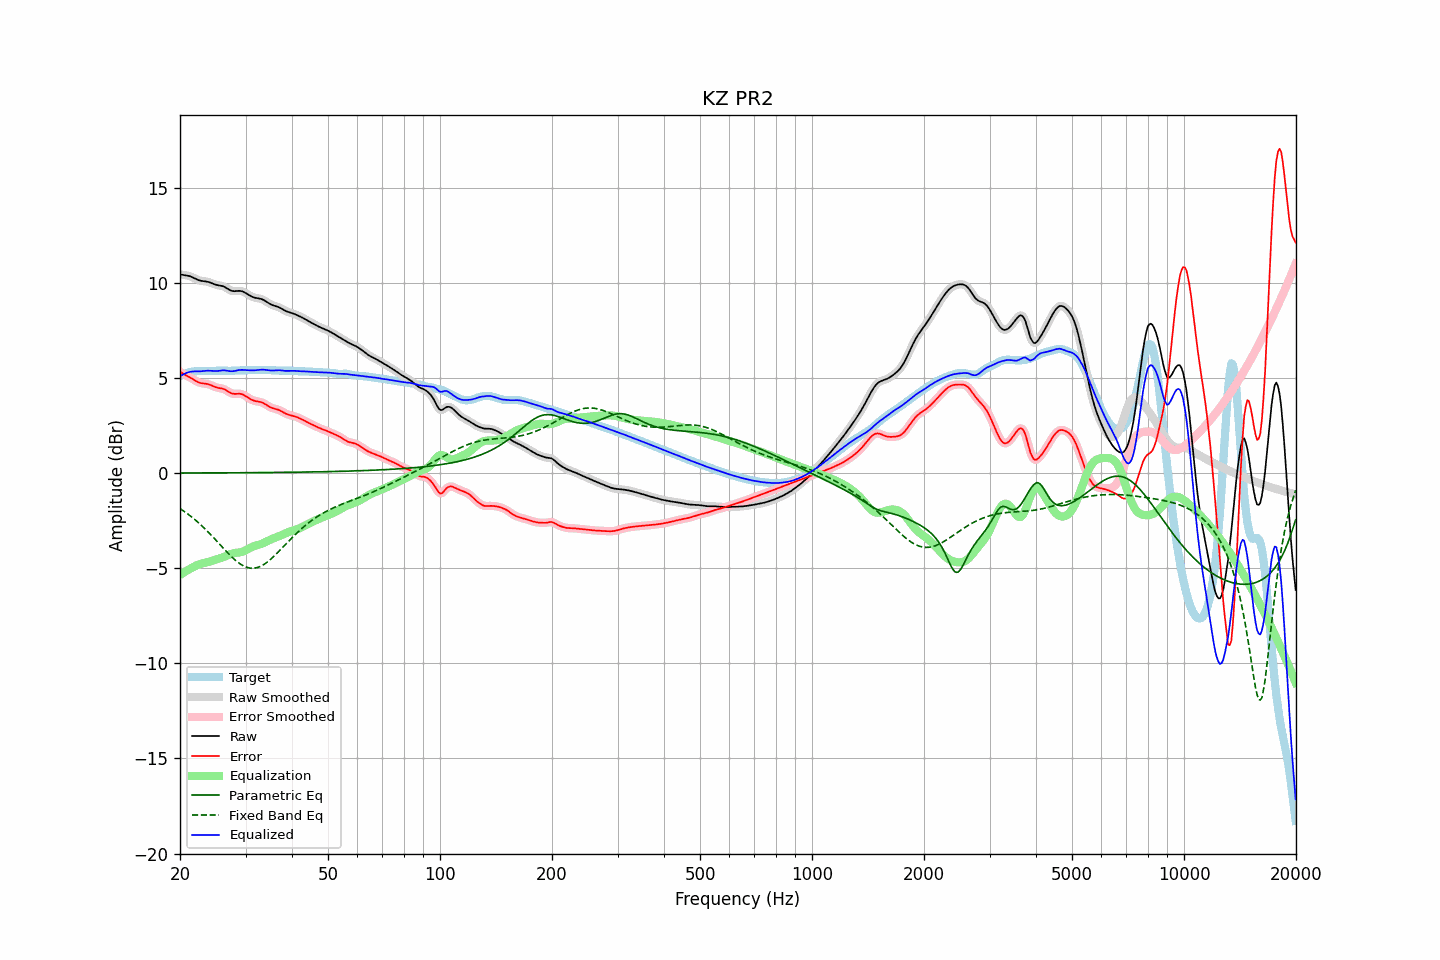 KZ PR2
Amplitude (dBr)
15
10
5
0
−5
−10
−15
−20
Target
Raw Smoothed
Error Smoothed
Raw
Error
Equalization
Parametric Eq
Fixed Band Eq
Equalized
20 50 100 200 500 1000 2000 5000 10000 20000
Frequency (Hz)